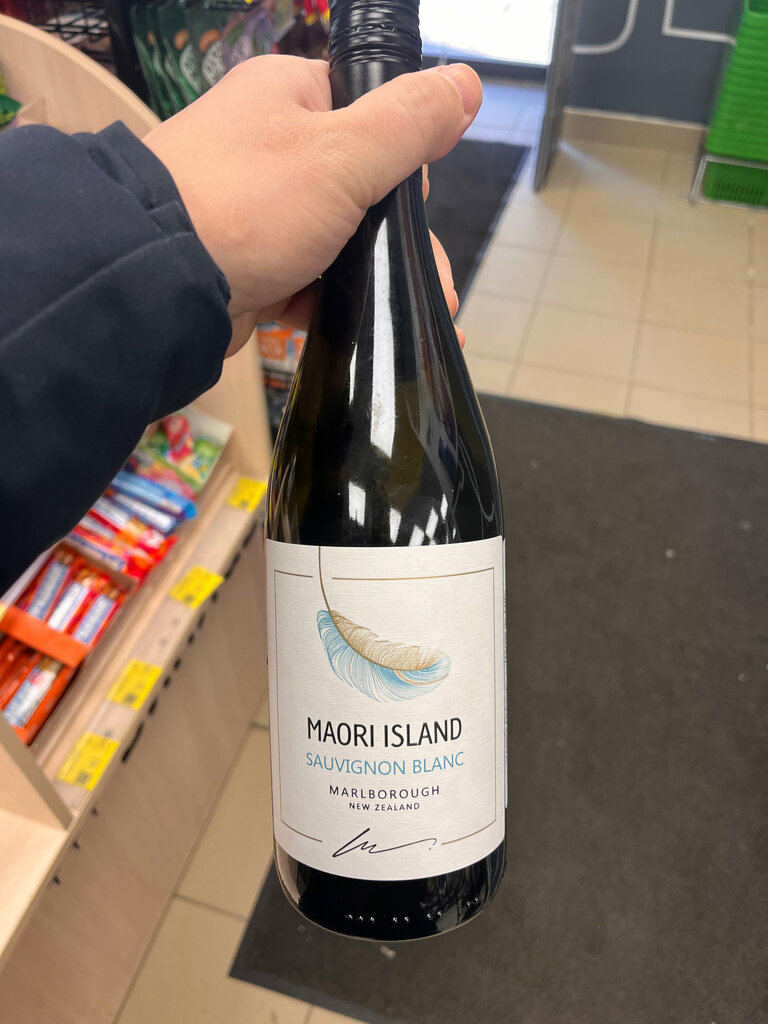 MAORI ISLAND
SAUVIGNON BLANC
MARLBOROUGH
NEW ZEALAND